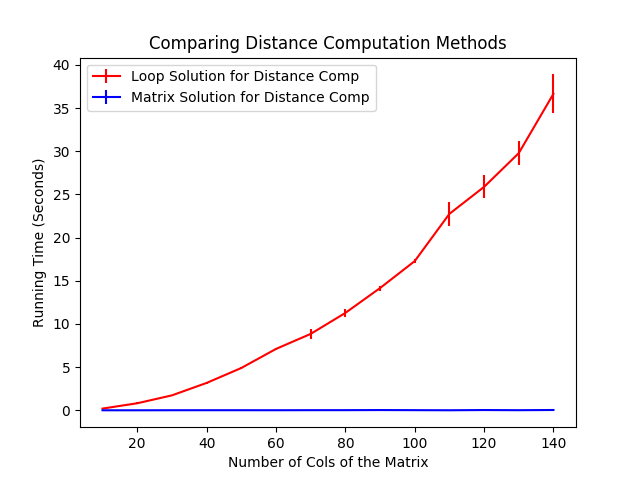 Comparing Distance Computation Methods
Loop Solution for Distance Comp
Matrix Solution for Distance Comp
40
35
30
25
20
15
10
5
0
Running Time (Seconds)
20 40 60 80 100 120 140
Number of Cols of the Matrix